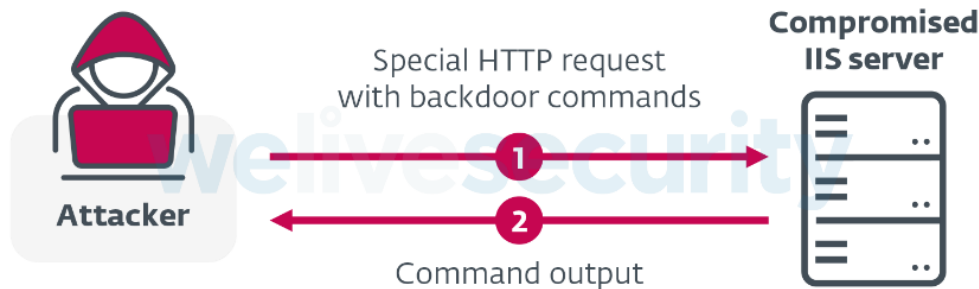 Compromised
IIS server
Special HTTP request
with backdoor commands
1
welivesecurity
Attacker
2
Command output